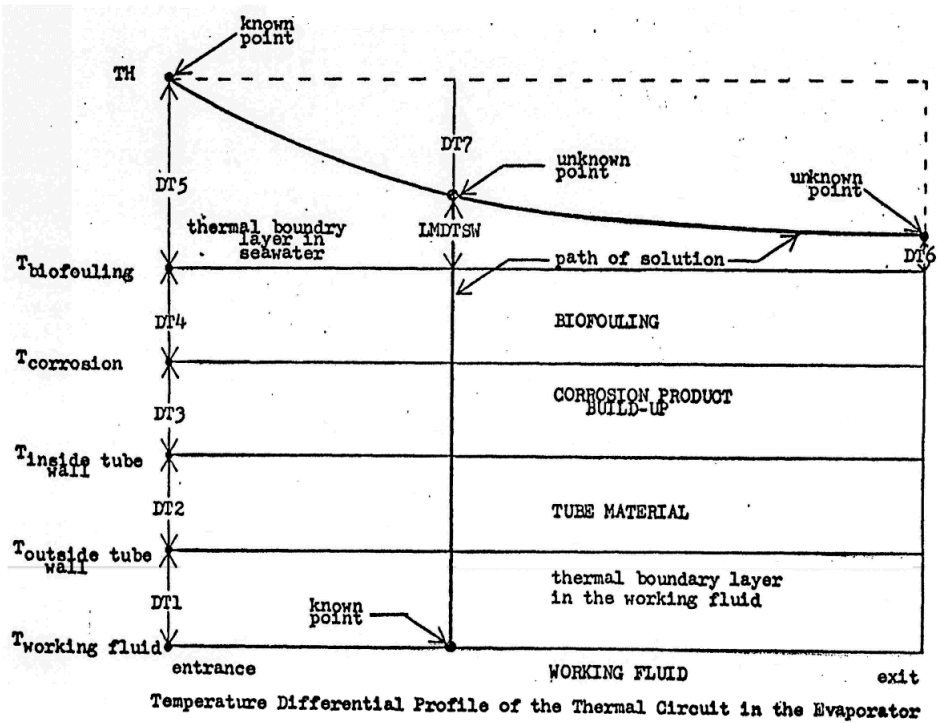 known
point
TH
DT7
DT5
unknown
point
unknown
point
thermal boundry
layer in
seawater
LMDTSW
path of solution
DT6
Tbiofouling
DT4
BIOFOULING
Tcorrosion
DT3
CORROSION PRODUCT
BUILD-UP
Tinside tube
wall
DT2
TUBE MATERIAL
Toutside tube
wall
DT1
thermal boundary layer
in the working fluid
known
point
Tworking fluid
entrance
WORKING FLUID
exit
Temperature Differential Profile of the Thermal Circuit in the Evaporator